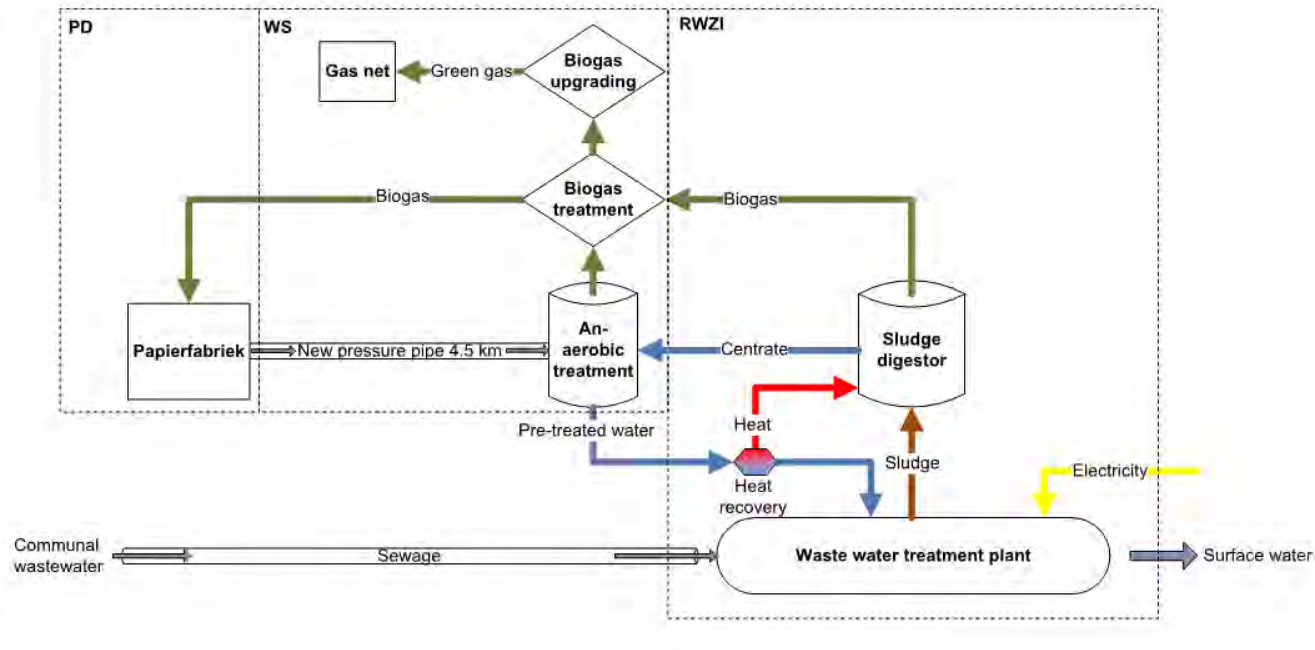 PD
WS
RWZI
Gas net
Green gas
Biogas
upgrading
Biogas
Biogas
treatment
Biogas
Papierfabriek
New pressure pipe 4.5 km
An-
aerobic
treatment
Centrate
Sludge
digestor
Pre-treated water
Heat
Heat
recovery
Sludge
Electricity
Communal
wastewater
Sewage
Waste water treatment plant
Surface water